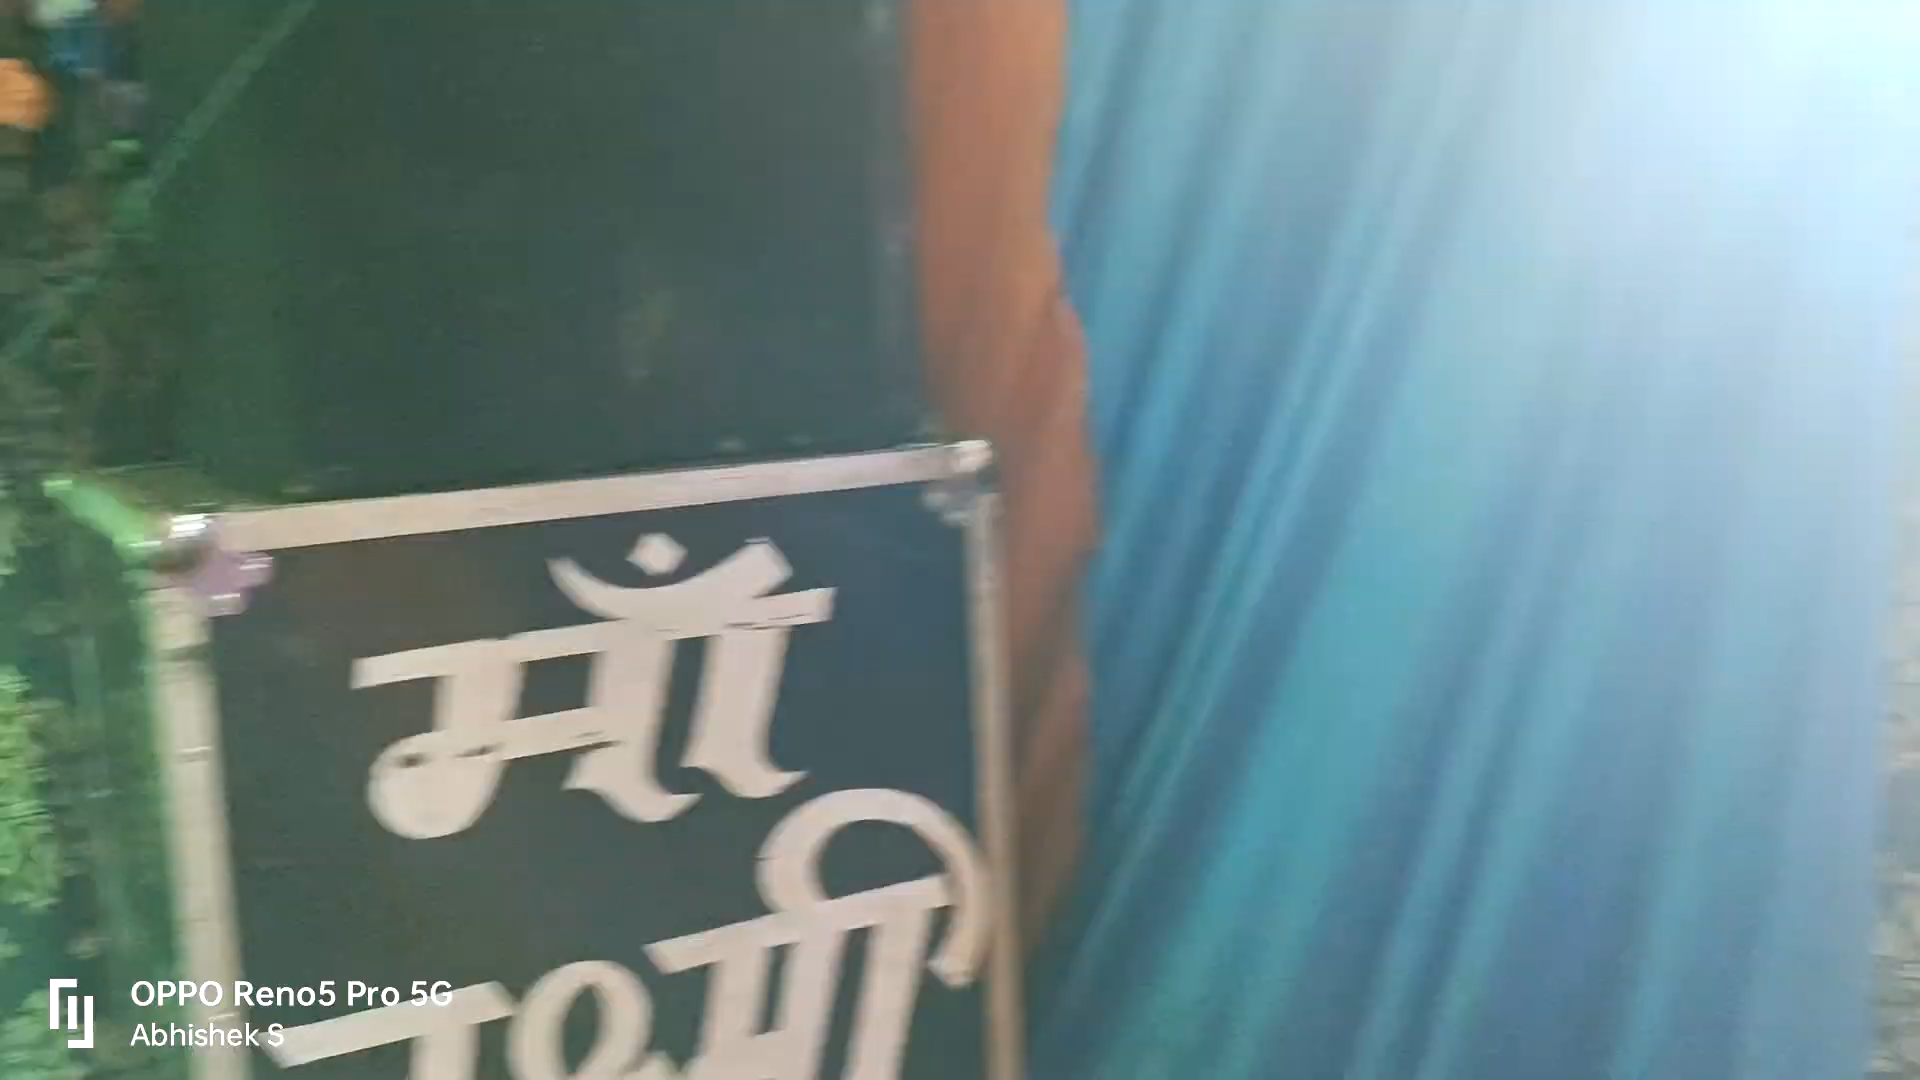 माँ
OPPO Reno5 Pro 5G
Abhishek S